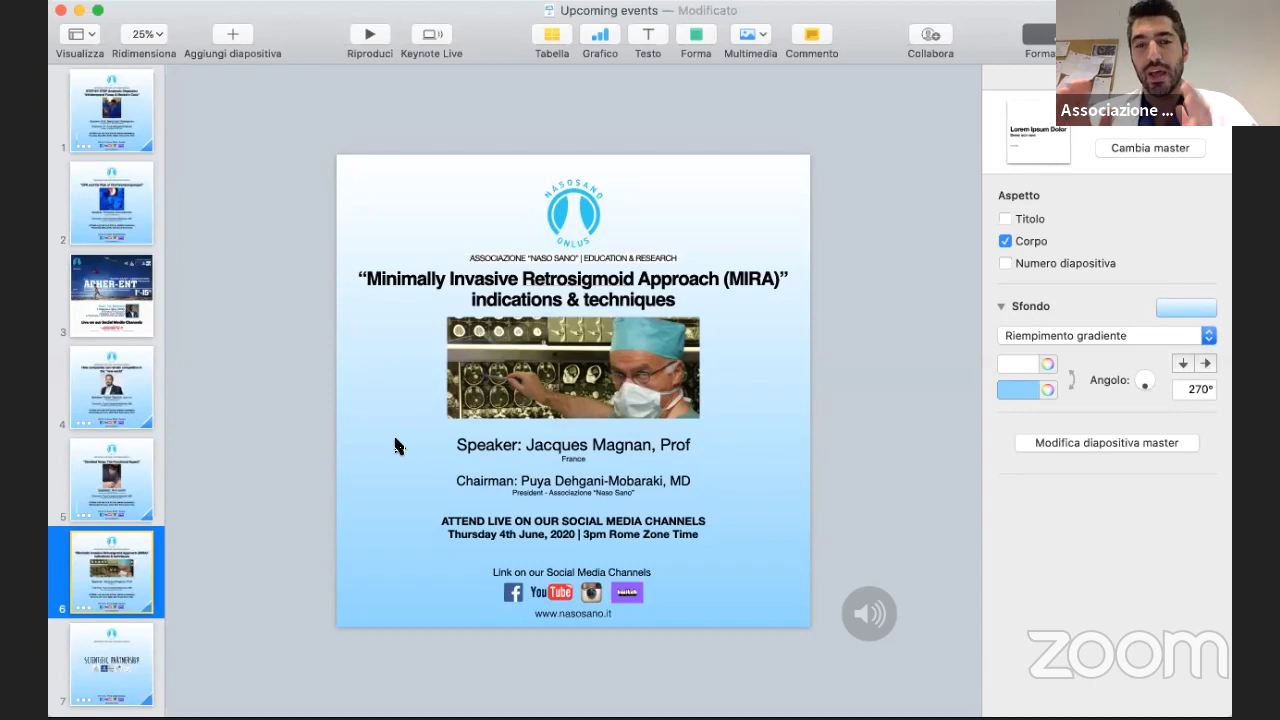 Upcoming events — Modificato
25%
Visualizza
Ridimensiona
Aggiungi diapositiva
Riproduci
Keynote Live
Tabella
Grafico
Testo
Forma
Multimedia
Commento
Collabora
Forma
Associazione ...
1
2
3
4
5
6
7
APHER-ENT
SCIENTIFIC PARTNERSHIP
NASOSANO
ONLUS
ASSOCIAZIONE "NASO SANO" | EDUCATION & RESEARCH
“Minimally Invasive Retrosigmoid Approach (MIRA)”
indications & techniques
Speaker: Jacques Magnan, Prof
France
Chairman: Puya Dehgani-Mobaraki, MD
President - Associazione "Naso Sano"
ATTEND LIVE ON OUR SOCIAL MEDIA CHANNELS
Thursday 4th June, 2020 | 3pm Rome Zone Time
Link on our Social Media Channels
YouTube
twitch
www.nasosano.it
Lorem Ipsum Dolor
Cambia master
Aspetto
Titolo
Corpo
Numero diapositiva
Sfondo
Riempimento gradiente
Angolo:
270°
Modifica diapositiva master
zoom